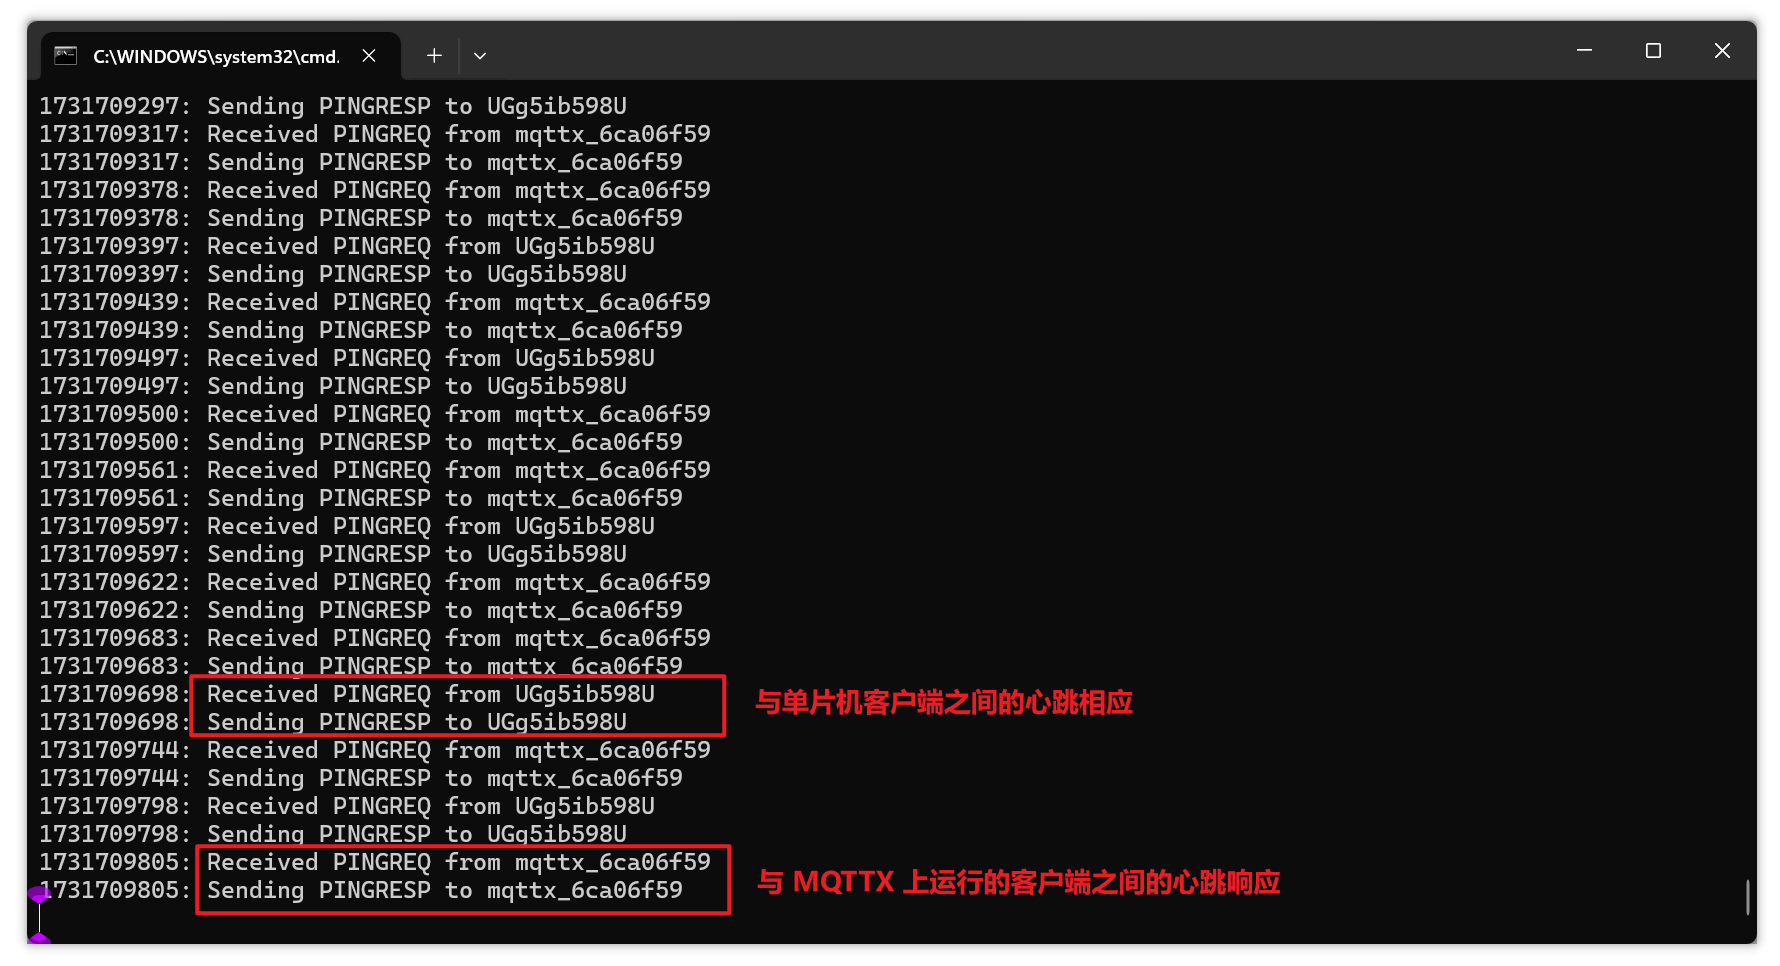 C:\WINDOWS\system32\cmd.
1731709297: Sending PINGRESP to UGg5ib598U
1731709317: Received PINGREQ from mqttx_6ca06f59
1731709317: Sending PINGRESP to mqttx_6ca06f59
1731709378: Received PINGREQ from mqttx_6ca06f59
1731709378: Sending PINGRESP to mqttx_6ca06f59
1731709397: Received PINGREQ from UGg5ib598U
1731709397: Sending PINGRESP to UGg5ib598U
1731709439: Received PINGREQ from mqttx_6ca06f59
1731709439: Sending PINGRESP to mqttx_6ca06f59
1731709497: Received PINGREQ from UGg5ib598U
1731709497: Sending PINGRESP to UGg5ib598U
1731709500: Received PINGREQ from mqttx_6ca06f59
1731709500: Sending PINGRESP to mqttx_6ca06f59
1731709561: Received PINGREQ from mqttx_6ca06f59
1731709561: Sending PINGRESP to mqttx_6ca06f59
1731709597: Received PINGREQ from UGg5ib598U
1731709597: Sending PINGRESP to UGg5ib598U
1731709622: Received PINGREQ from mqttx_6ca06f59
1731709622: Sending PINGRESP to mqttx_6ca06f59
1731709683: Received PINGREQ from mqttx_6ca06f59
1731709683: Sending PINGRESP to mqttx_6ca06f59
1731709698: Received PINGREQ from UGg5ib598U
与单片机客户端之间的心跳相应
1731709698: Sending PINGRESP to UGg5ib598U
1731709744: Received PINGREQ from mqttx_6ca06f59
1731709744: Sending PINGRESP to mqttx_6ca06f59
1731709798: Received PINGREQ from UGg5ib598U
1731709798: Sending PINGRESP to UGg5ib598U
1731709805: Received PINGREQ from mqttx_6ca06f59
与 MQTTX 上运行的客户端之间的心跳响应
1731709805: Sending PINGRESP to mqttx_6ca06f59